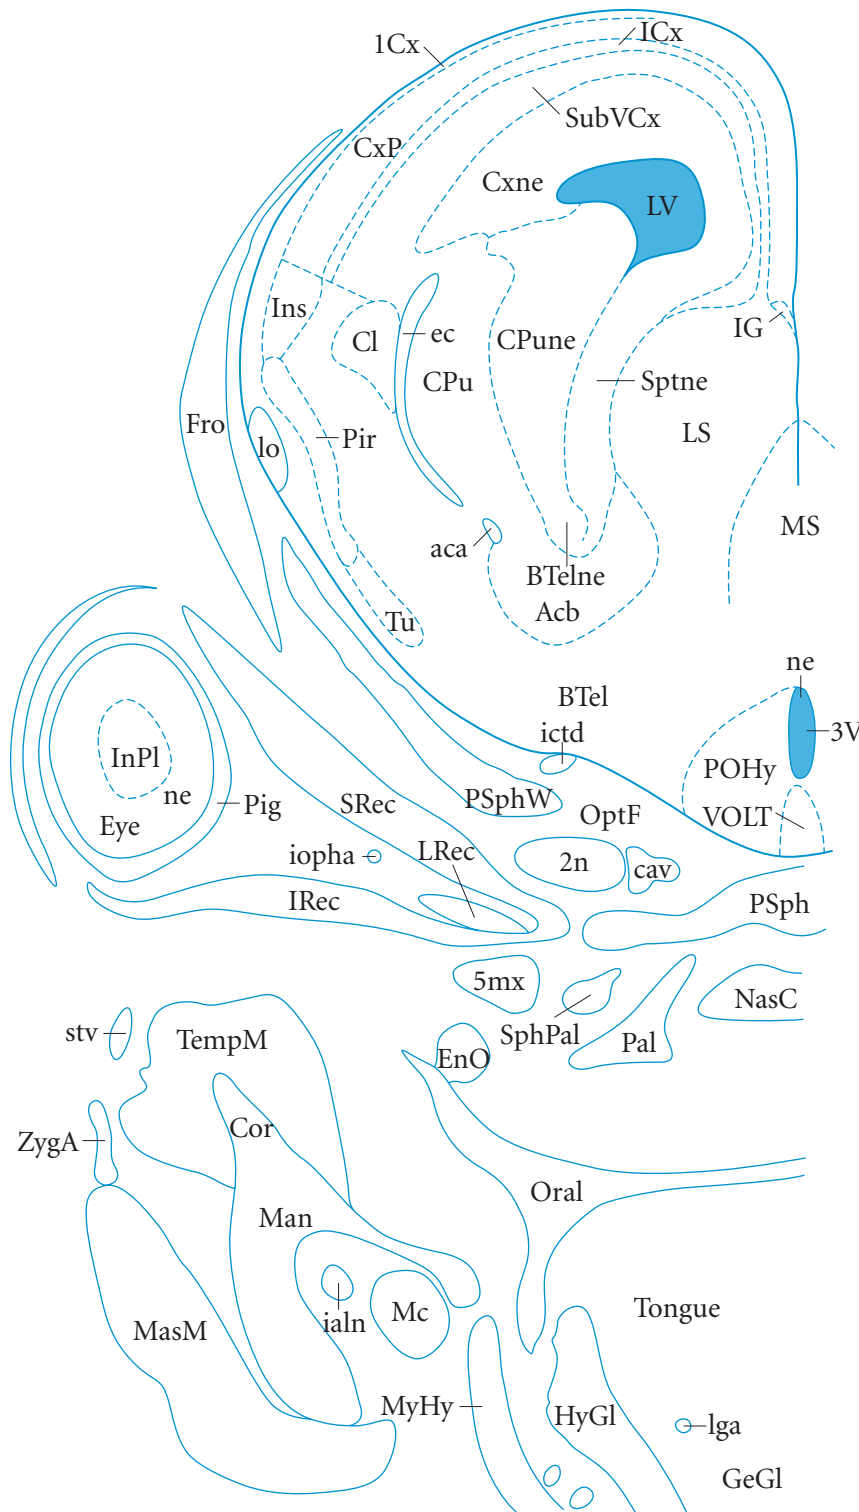 1Cx
ICx
SubVCx
CxP
Cxne
LV
Ins
IG
Cl
ec
CPune
CPu
Sptne
Fro
lo
Pir
LS
MS
aca
BTelne
Acb
Tu
ne
BTel
ictd
3V
InPl
POHy
ne
Pig
SRec
PSphW
Eye
OptF
VOLT
iopha
LRec
2n
cav
IRec
PSph
5mx
NasC
stv
TempM
SphPal
Pal
EnO
Cor
ZygA
Oral
Man
Tongue
Mc
ialn
MasM
MyHy
HyGl
lga
GeGl